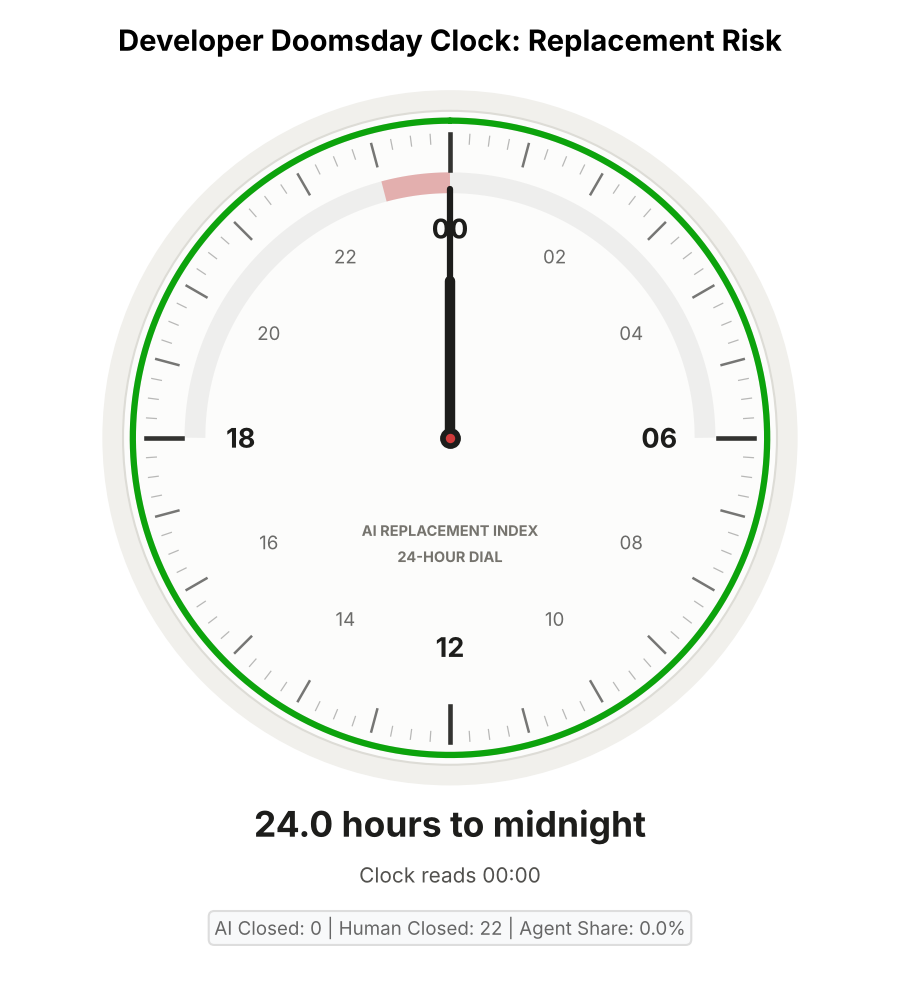 Developer Doomsday Clock: Replacement Risk
00
22 02
20 04
18 06
AI REPLACEMENT INDEX
16 08
24-HOUR DIAL
14 10
12
24.0 hours to midnight
Clock reads 00:00
AI Closed: 0 | Human Closed: 22 | Agent Share: 0.0%